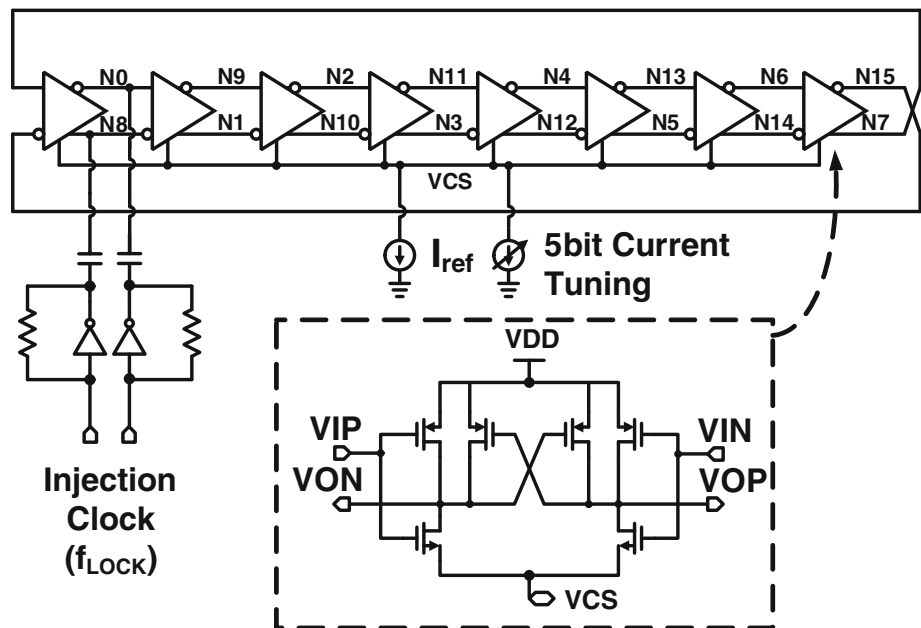 N0 N9 N2 N11 N4 N13 N6 N15
N8 N1 N10 N3 N12 N5 N14 N7
VCS
Iref
5bit Current
Tuning
Injection
Clock
(fLOCK)
VDD
VIP
VIN
VON
VOP
VCS